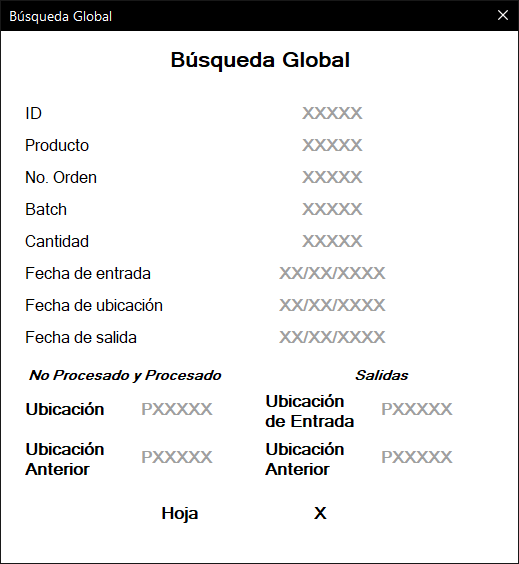 Búsqueda Global
Búsqueda Global
ID XXXXX
Producto XXXXX
No. Orden XXXXX
Batch XXXXX
Cantidad XXXXX
Fecha de entrada XX/XX/XXXX
Fecha de ubicación XX/XX/XXXX
Fecha de salida XX/XX/XXXX
No Procesado y Procesado
Ubicación PXXXXX
Ubicación
Anterior PXXXXX
Salidas
Ubicación
de Entrada PXXXXX
Ubicación
Anterior PXXXXX
Hoja X